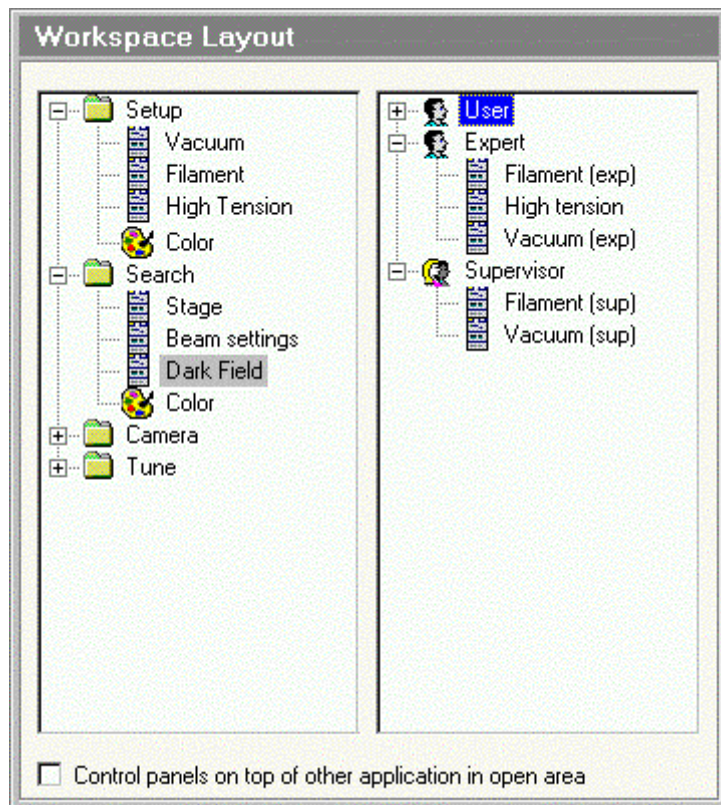 Workspace Layout
Setup
Vacuum
Filament
High Tension
Color
Search
Stage
Beam settings
Dark Field
Color
Camera
Tune
User
Expert
Filament (exp)
High tension
Vacuum (exp)
Supervisor
Filament (sup)
Vacuum (sup)
Control panels on top of other application in open area